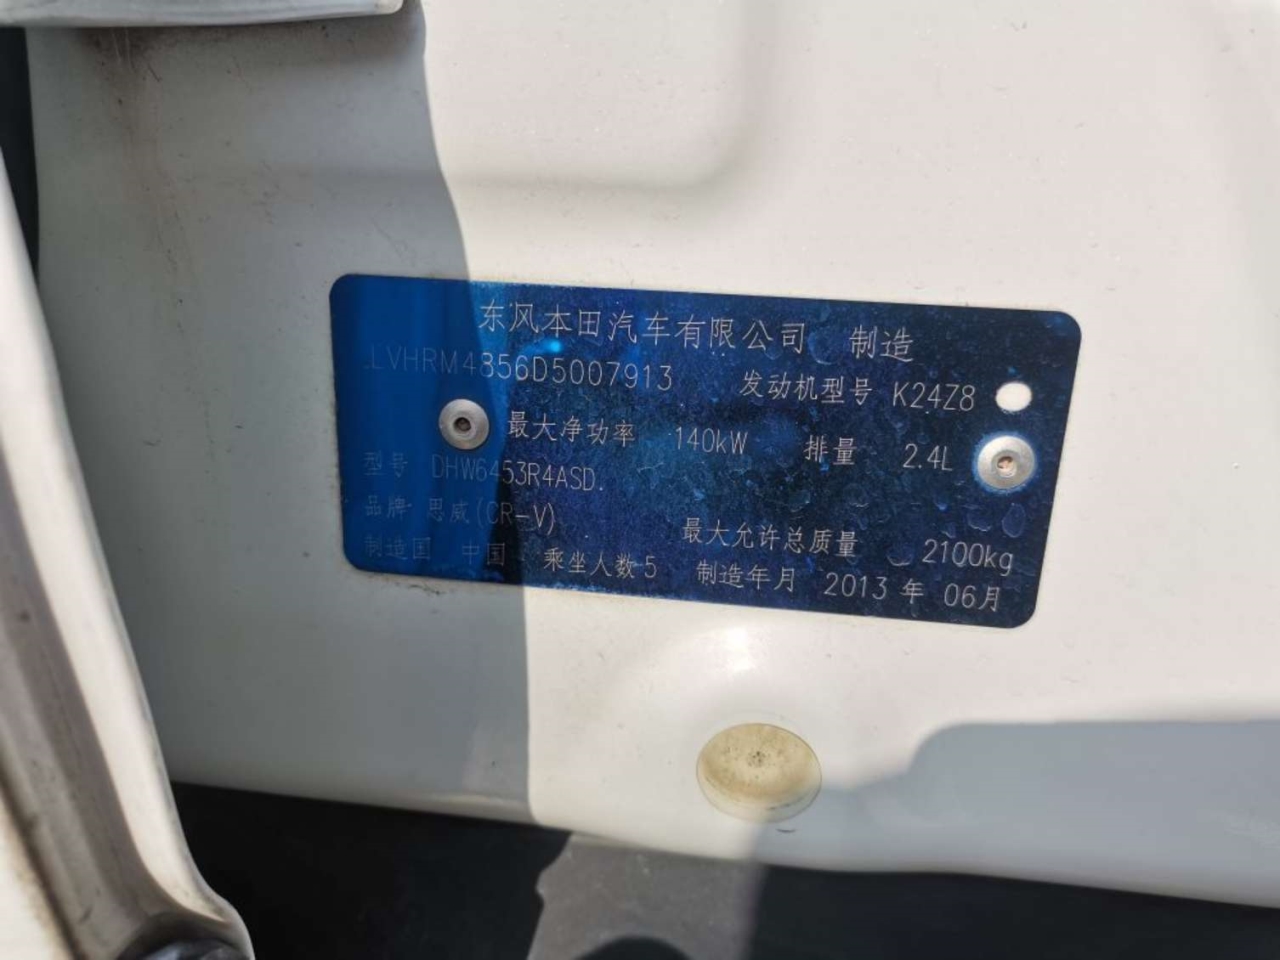 东风本田汽车有限公司 制造
LVHRM4856D5007913 发动机型号 K24Z8
最大净功率 140kW 排量 2.4L
型号 DHW6453R4ASD.
品牌 思威(CR-V) 最大允许总质量 2100kg
制造国 中国 乘坐人数 5 制造年月 2013 年 06月